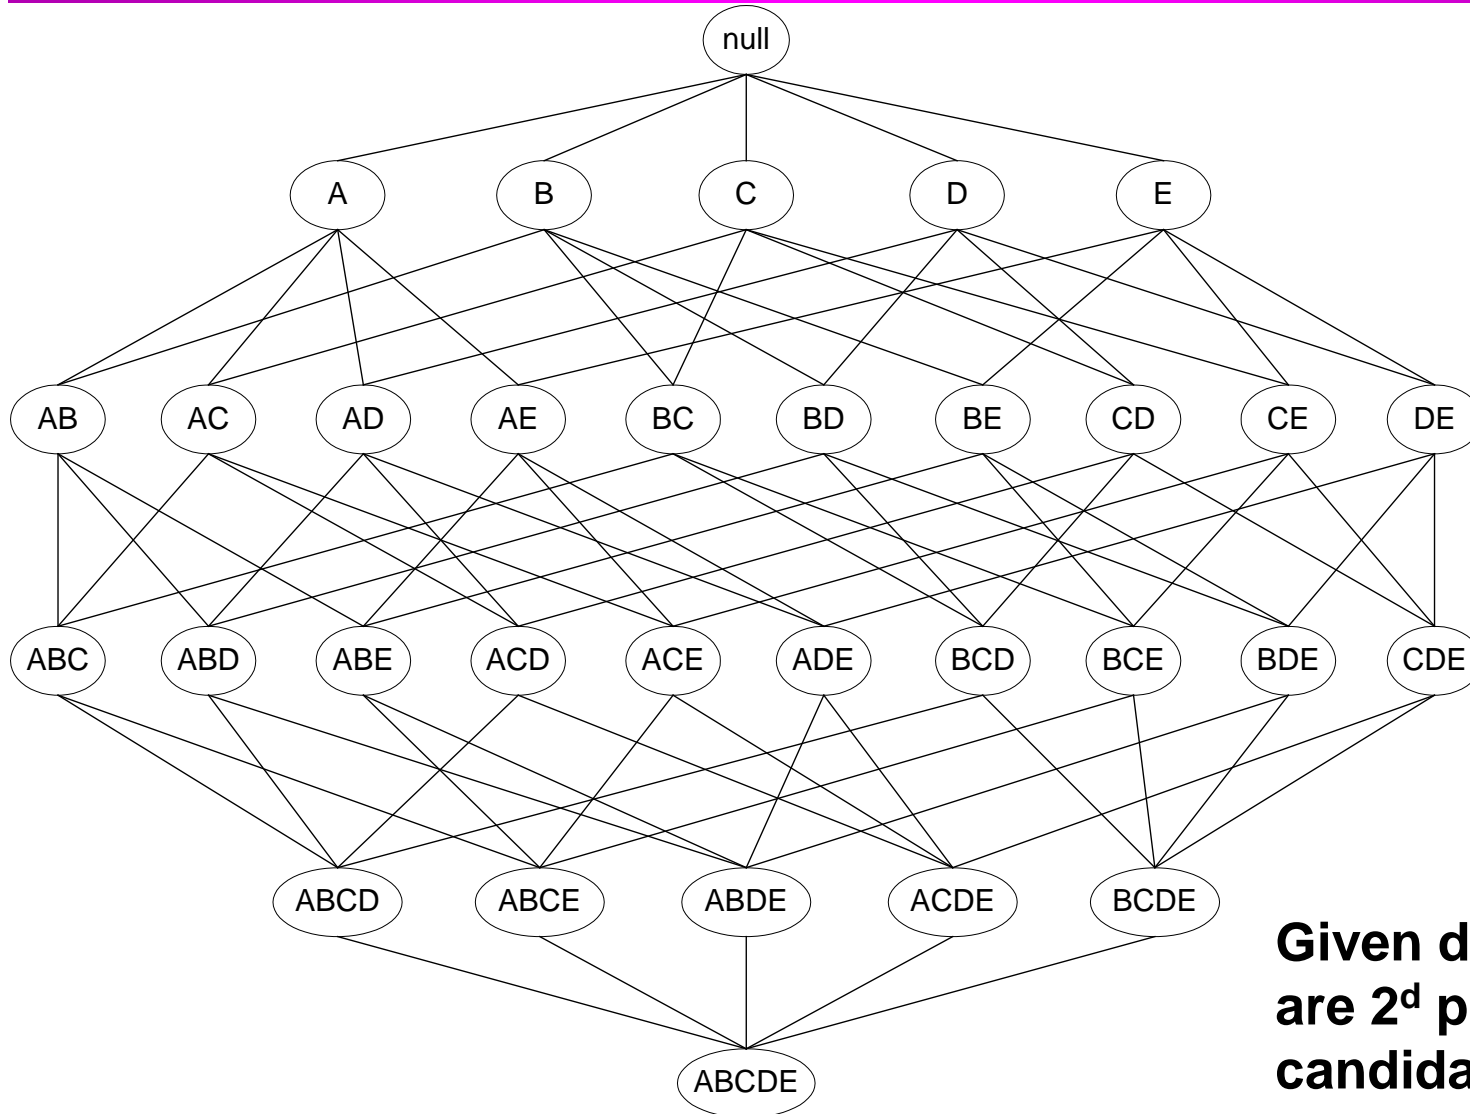 null
A B C D E
AB AC AD AE BC BD BE CD CE DE
ABC ABD ABE ACD ACE ADE BCD BCE BDE CDE
ABCD ABCE ABDE ACDE BCDE
ABCDE
Given d
are 2ᵈ p
candida